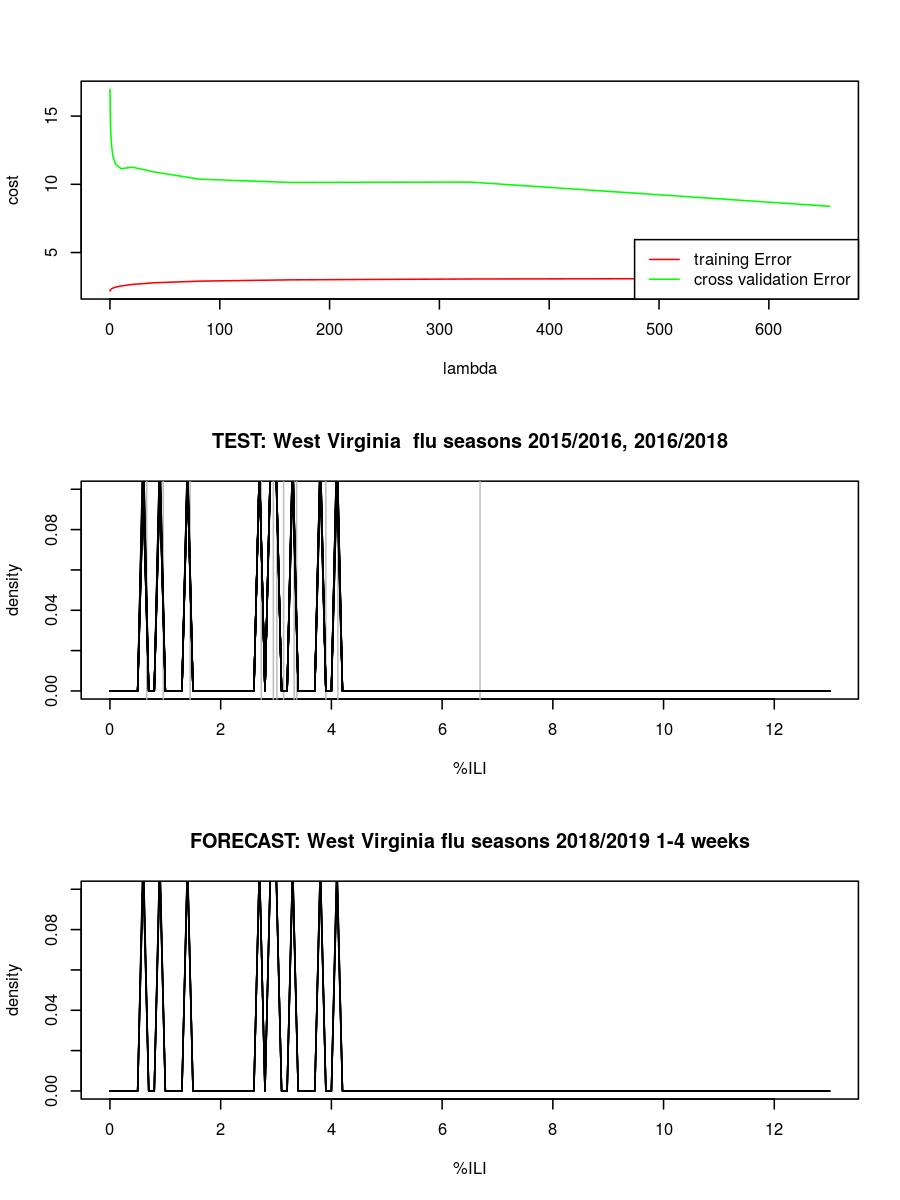 cost
15
10
5
training Error
cross validation Error
0 100 200 300 400 500 600
lambda
TEST: West Virginia  flu seasons 2015/2016, 2016/2018
density
0.08
0.04
0.00
0 2 4 6 8 10 12
%ILI
FORECAST: West Virginia flu seasons 2018/2019 1-4 weeks
density
0.08
0.04
0.00
0 2 4 6 8 10 12
%ILI